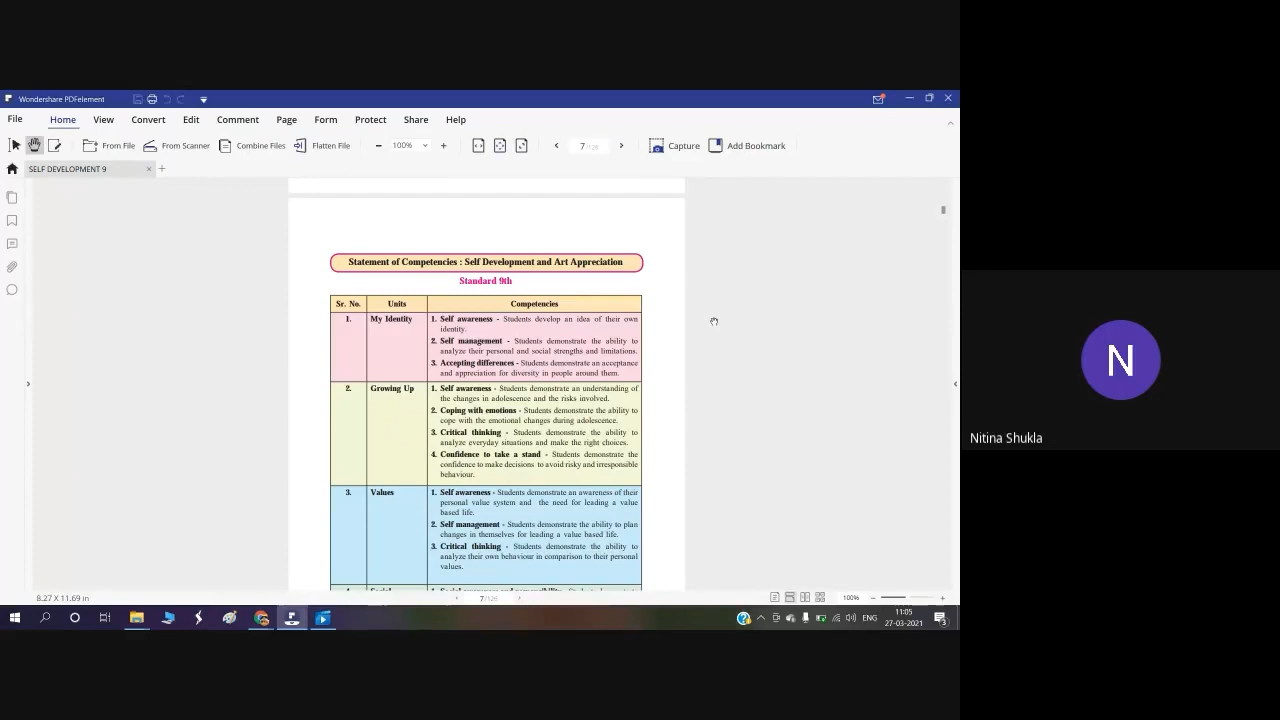 Wondershare PDFelement
File Home View Convert Edit Comment Page Form Protect Share Help
From File From Scanner Combine Files Flatten File 100% 7 /126 Capture Add Bookmark
SELF DEVELOPMENT 9
Statement of Competencies : Self Development and Art Appreciation
Standard 9th
Sr. No. Units Competencies
1. My Identity 1. Self awareness - Students develop an idea of their own
identity.
2. Self management - Students demonstrate the ability to
analyze their personal and social strengths and limitations.
3. Accepting differences - Students demonstrate an acceptance
and appreciation for diversity in people around them.
2. Growing Up 1. Self awareness - Students demonstrate an understanding of
the changes in adolescence and the risks involved.
2. Coping with emotions - Students demonstrate the ability to
cope with the emotional changes during adolescence.
3. Critical thinking - Students demonstrate the ability to
analyze everyday situations and make the right choices.
4. Confidence to take a stand - Students demonstrate the
confidence to make decisions to avoid risky and irresponsible
behaviour.
3. Values 1. Self awareness - Students demonstrate an awareness of their
personal value system and the need for leading a value
based life.
2. Self management - Students demonstrate the ability to plan
changes in themselves for leading a value based life.
3. Critical thinking - Students demonstrate the ability to
analyze their own behaviour in comparison to their personal
values.
8.27 X 11.69 in 7 /126 100%
ENG 11:05
27-03-2021
N
Nitina Shukla